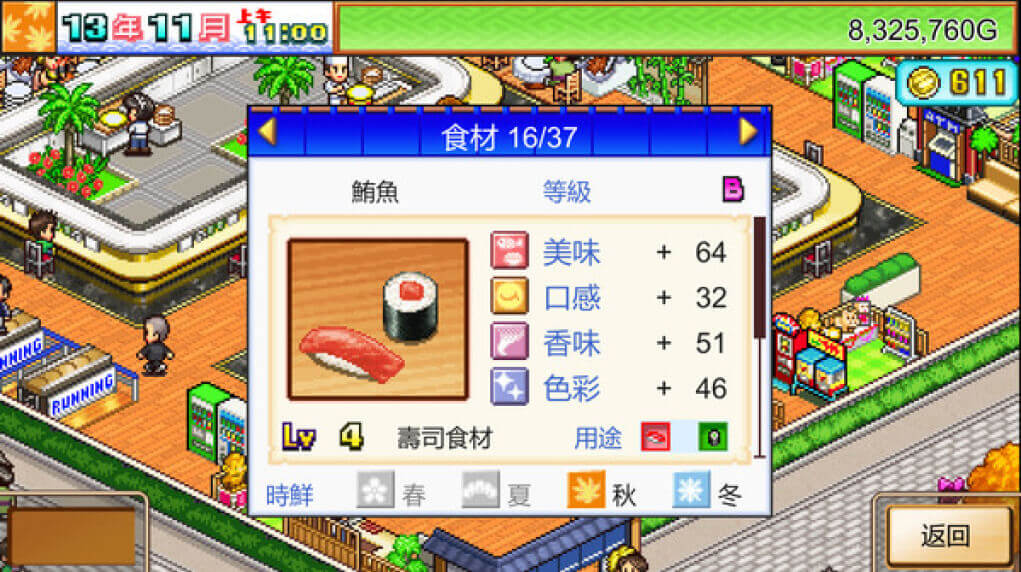 13年11月 上午 11:00
8,325,760G
611
食材 16/37
ATM
鮪魚 等級 B
美味 + 64
口感 + 32
香味 + 51
色彩 + 46
RUNNING
RUNNING
Lv 4 壽司食材 用途
時鮮 春 夏 秋 冬
返回